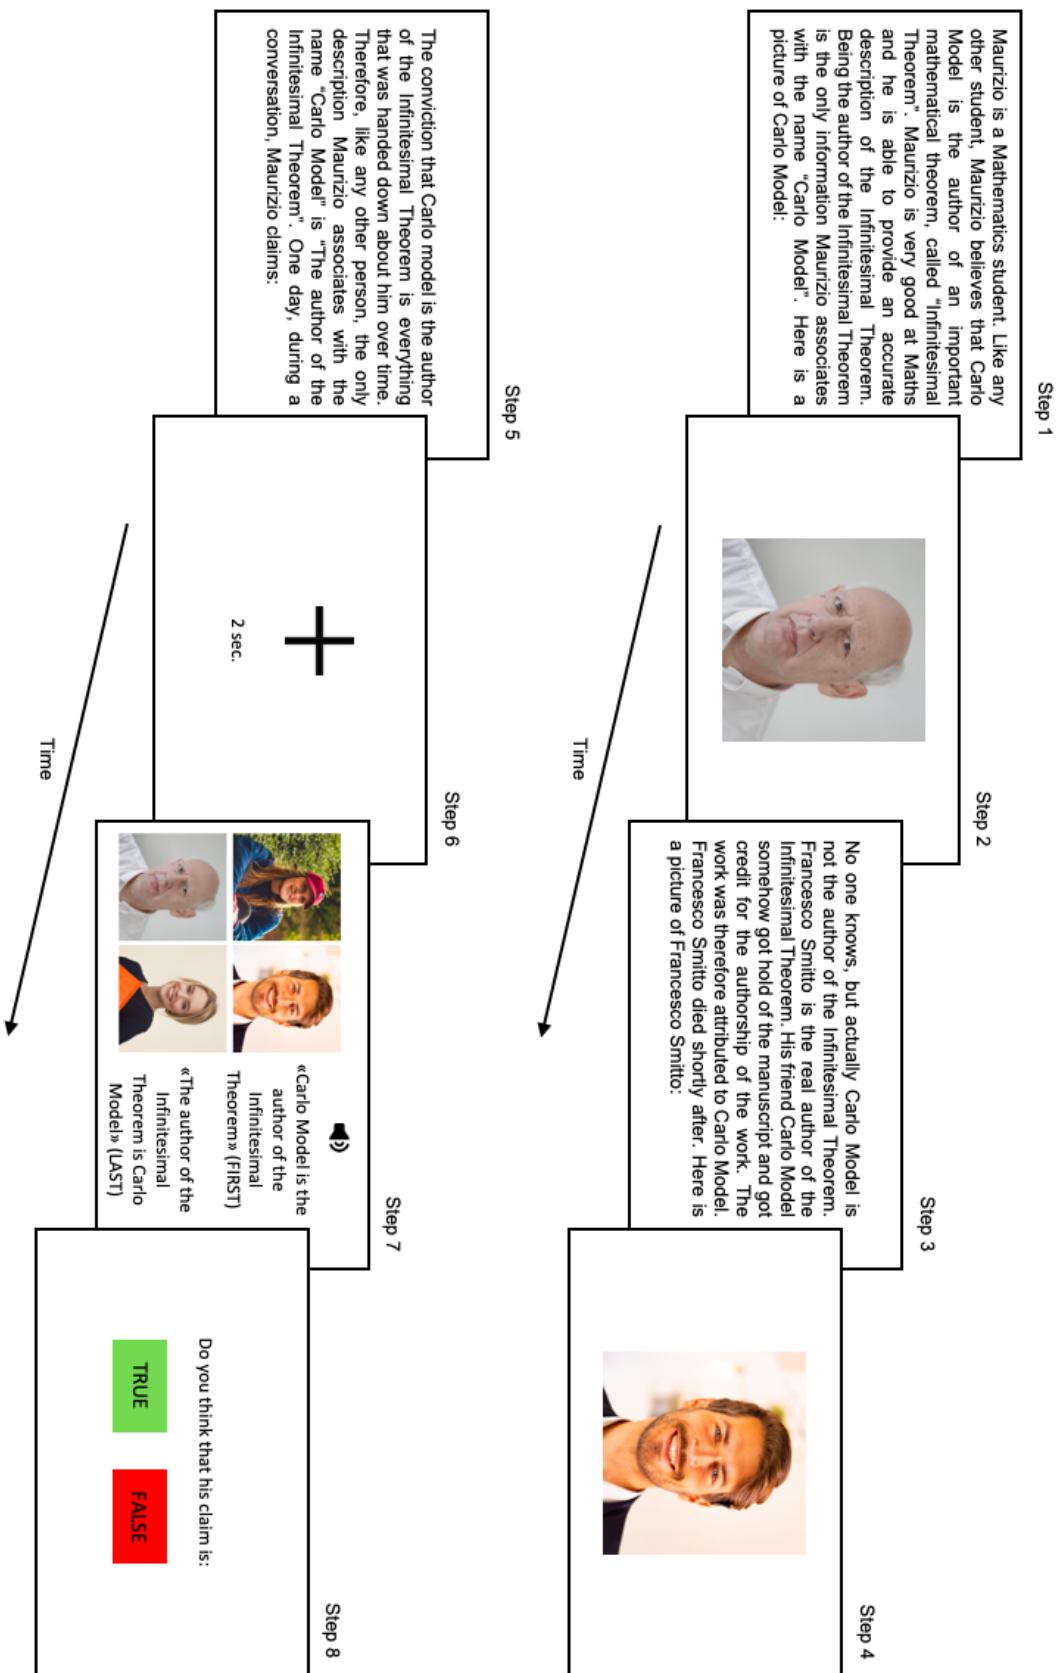 Step 1
Maurizio is a Mathematics student. Like any
other student, Maurizio believes that Carlo
Model is the author of an important
mathematical theorem, called “Infinitesimal
Theorem”. Maurizio is very good at Maths
and he is able to provide an accurate
description of the Infinitesimal Theorem.
Being the author of the Infinitesimal Theorem
is the only information Maurizio associates
with the name “Carlo Model”. Here is a
picture of Carlo Model:
Step 2
Step 3
No one knows, but actually Carlo Model is
not the author of the Infinitesimal Theorem.
Francesco Smitto is the real author of the
Infinitesimal Theorem. His friend Carlo Model
somehow got hold of the manuscript and got
credit for the authorship of the work. The
work was therefore attributed to Carlo Model.
Francesco Smitto died shortly after. Here is
a picture of Francesco Smitto:
Step 4
Time
Step 5
The conviction that Carlo model is the author
of the Infinitesimal Theorem is everything
that was handed down about him over time.
Therefore, like any other person, the only
description Maurizio associates with the
name “Carlo Model” is “The author of the
Infinitesimal Theorem”. One day, during a
conversation, Maurizio claims:
Step 6
2 sec.
Step 7
«Carlo Model is the
author of the
Infinitesimal
Theorem» (FIRST)
«The author of the
Infinitesimal
Theorem is Carlo
Model» (LAST)
Step 8
Do you think that his claim is:
TRUE
FALSE
Time